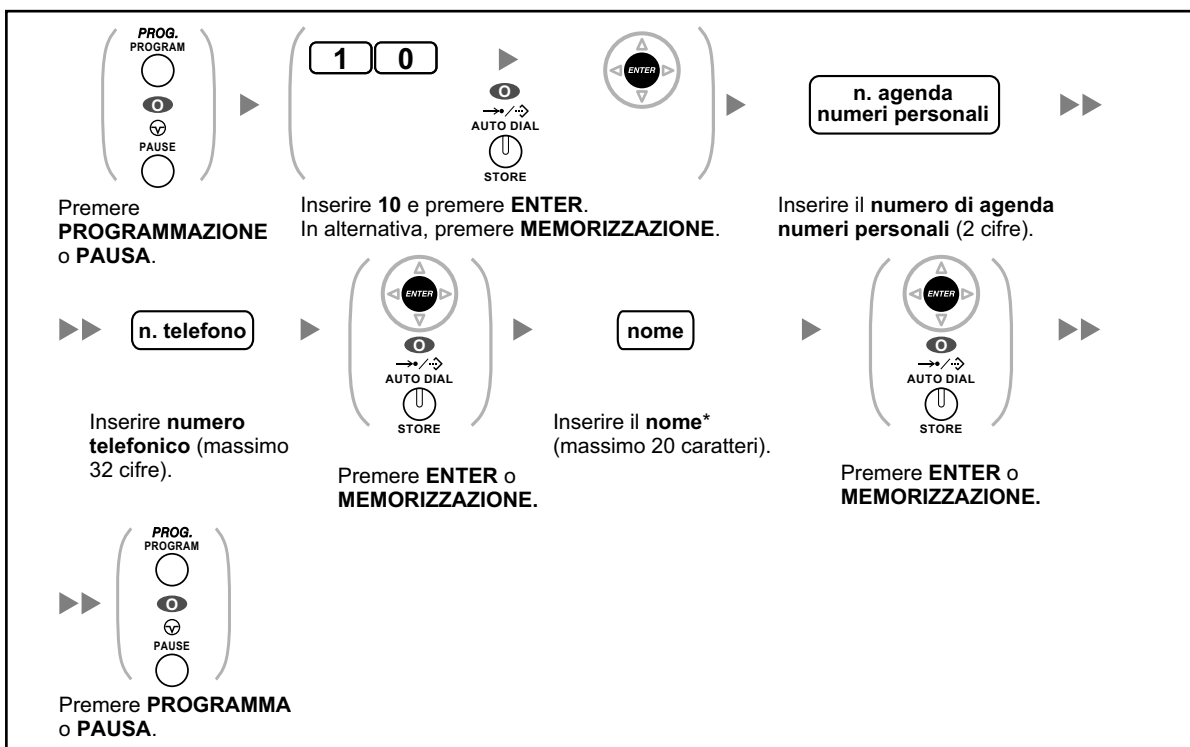 PROG.
PROGRAM
O
PAUSE
Premere
PROGRAMMAZIONE
o PAUSA.
1 0
O
AUTO DIAL
STORE
ENTER
Inserire 10 e premere ENTER.
In alternativa, premere MEMORIZZAZIONE.
n. agenda
numeri personali
Inserire il numero di agenda
numeri personali (2 cifre).
n. telefono
Inserire numero
telefonico (massimo
32 cifre).
ENTER
O
AUTO DIAL
STORE
Premere ENTER o
MEMORIZZAZIONE.
nome
Inserire il nome*
(massimo 20 caratteri).
ENTER
O
AUTO DIAL
STORE
Premere ENTER o
MEMORIZZAZIONE.
PROG.
PROGRAM
O
PAUSE
Premere PROGRAMMA
o PAUSA.